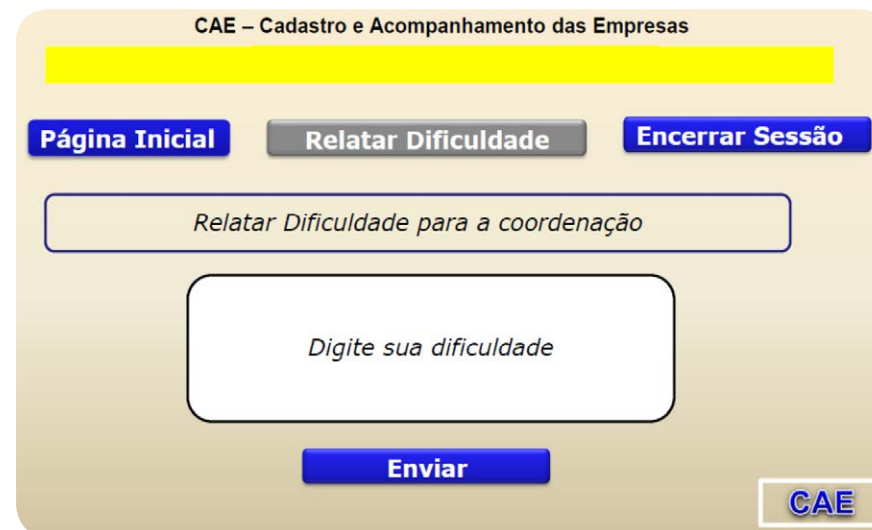 CAE – Cadastro e Acompanhamento das Empresas
Página Inicial
Relatar Dificuldade
Encerrar Sessão
Relatar Dificuldade para a coordenação
Digite sua dificuldade
Enviar
CAE